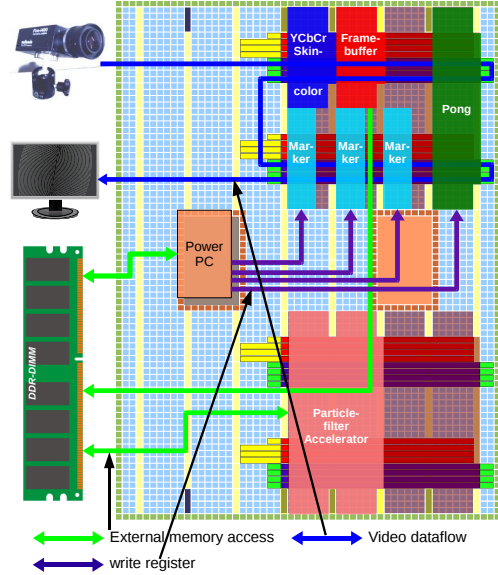 YCbCr
Skin-
color
Frame-
buffer
Pong
Mar-
ker
Mar-
ker
Mar-
ker
Power
PC
DDR-DIMM
Particle-
filter
Accelerator
External memory access
Video dataflow
write register